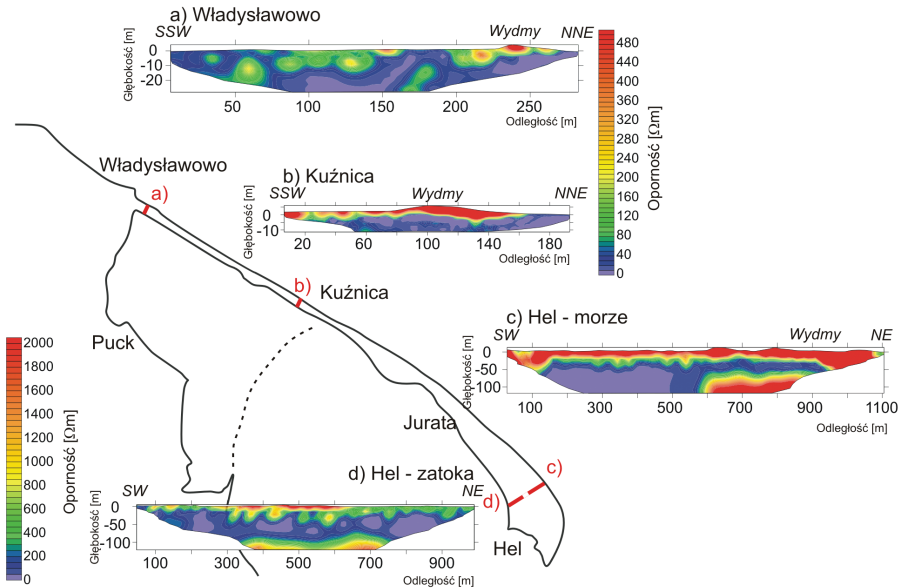 a) Władysławowo
SSW
Wydmy
NNE
Głębokość [m]
0
-10
-20
50
100
150
200
250
Odległość [m]
480
440
400
360
320
280
240
200
160
120
80
40
0
Oporność [Ωm]
Władysławowo
a)
b) Kuźnica
SSW
Wydmy
NNE
Głębokość [m]
0
-10
20
60
100
140
180
Odległość [m]
b)
Kuźnica
Puck
c) Hel - morze
SW
Wydmy
NE
Głębokość [m]
0
-50
100
100
300
500
700
900
1100
Odległość [m]
2000
1800
1600
1400
1200
1000
800
600
400
200
0
Oporność [Ωm]
Jurata
c)
d)
Hel
d) Hel - zatoka
SW
NE
Głębokość [m]
0
-50
-100
100
300
500
700
900
Odległość [m]